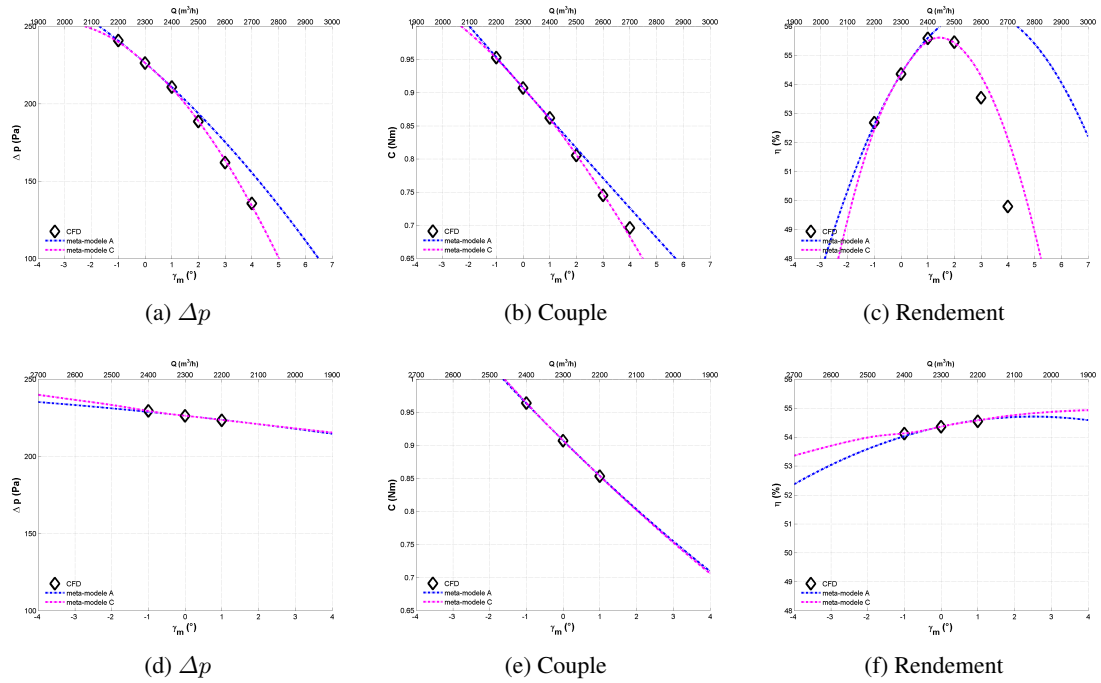 Q (m³/h)
1900 2000 2100 2200 2300 2400 2500 2600 2700 2800 2900 3000
250
200
150
100
Δ p (Pa)
CFD
meta-modele A
meta-modele C
-4 -3 -2 -1 0 1 2 3 4 5 6 7
γm (°)
(a) Δp
Q (m³/h)
1900 2000 2100 2200 2300 2400 2500 2600 2700 2800 2900 3000
1
0.95
0.9
0.85
0.8
0.75
0.7
0.65
C (Nm)
CFD
meta-modele A
meta-modele C
-4 -3 -2 -1 0 1 2 3 4 5 6 7
γm (°)
(b) Couple
Q (m³/h)
1900 2000 2100 2200 2300 2400 2500 2600 2700 2800 2900 3000
56
55
54
53
52
51
50
49
48
η (%)
CFD
meta-modele A
meta-modele C
-4 -3 -2 -1 0 1 2 3 4 5 6 7
γm (°)
(c) Rendement
Q (m³/h)
2700 2600 2500 2400 2300 2200 2100 2000 1900
250
200
150
100
Δ p (Pa)
CFD
meta-modele A
meta-modele C
-4 -3 -2 -1 0 1 2 3 4
γm (°)
(d) Δp
Q (m³/h)
2700 2600 2500 2400 2300 2200 2100 2000 1900
1
0.95
0.9
0.85
0.8
0.75
0.7
0.65
C (Nm)
CFD
meta-modele A
meta-modele C
-4 -3 -2 -1 0 1 2 3 4
γm (°)
(e) Couple
Q (m³/h)
2700 2600 2500 2400 2300 2200 2100 2000 1900
56
55
54
53
52
51
50
49
48
η (%)
CFD
meta-modele A
meta-modele C
-4 -3 -2 -1 0 1 2 3 4
γm (°)
(f) Rendement